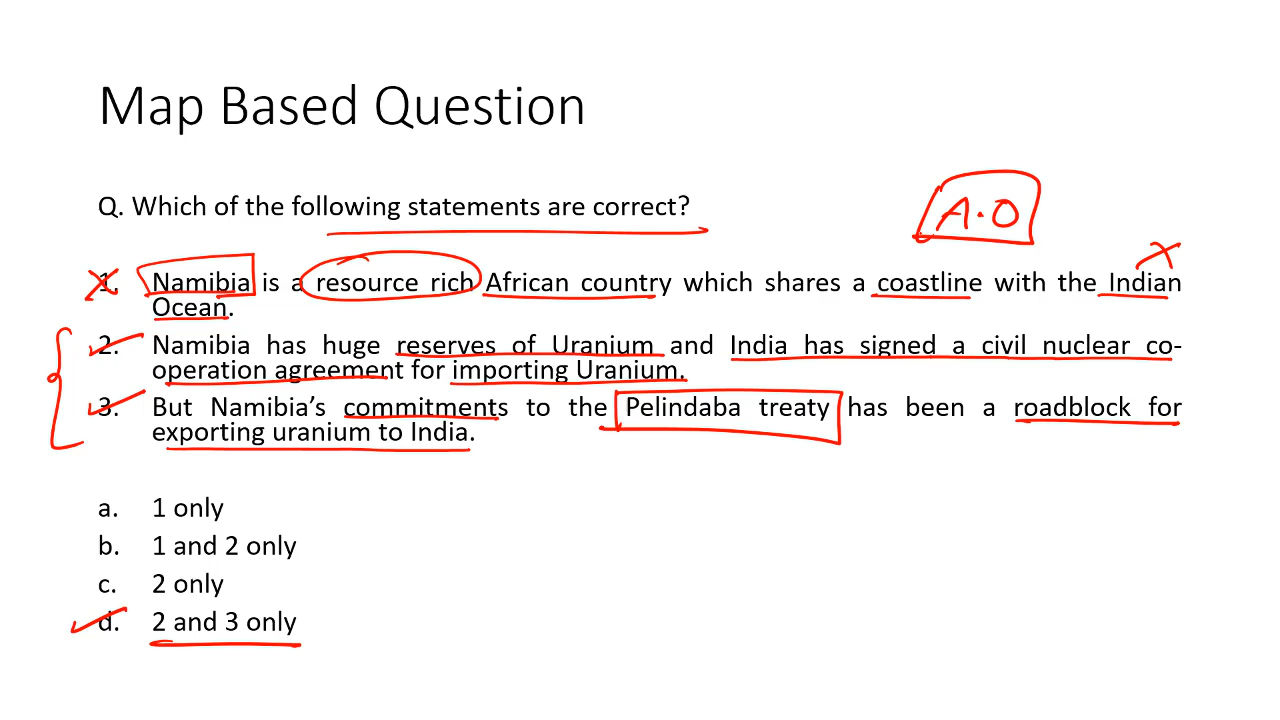 Map Based Question
Q. Which of the following statements are correct?
A.O
1. Namibia is a resource rich African country which shares a coastline with the Indian
Ocean.
2. Namibia has huge reserves of Uranium and India has signed a civil nuclear co-
operation agreement for importing Uranium.
3. But Namibia's commitments to the Pelindaba treaty has been a roadblock for
exporting uranium to India.
a. 1 only
b. 1 and 2 only
c. 2 only
d. 2 and 3 only